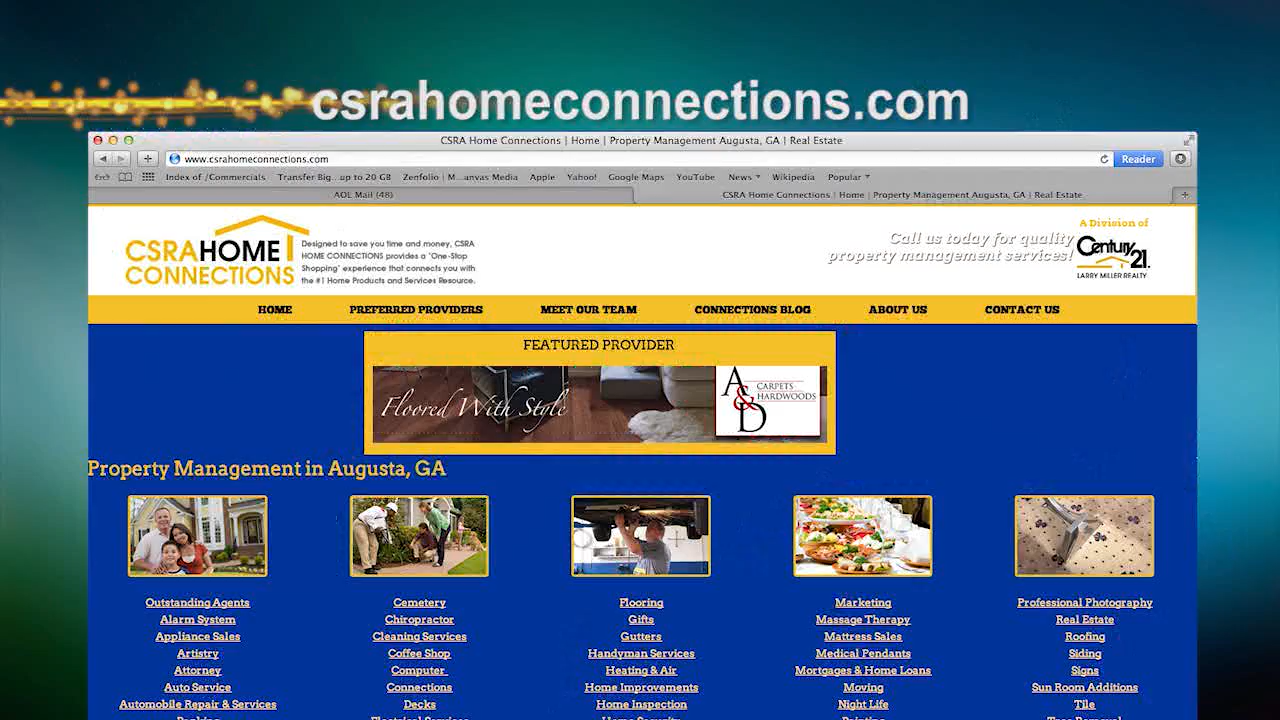 csrahomeconnections.com
CSRA Home Connections | Home | Property Management Augusta, GA | Real Estate
www.csrahomeconnections.com
Reader
Index of /Commercials Transfer Big...up to 20 GB Zenfolio | M...anvas Media Apple Yahoo! Google Maps YouTube News Wikipedia Popular
AOL Mail (48) CSRA Home Connections | Home | Property Management Augusta, GA | Real Estate
CSRAHOME
CONNECTIONS
Designed to save you time and money, CSRA
HOME CONNECTIONS provides a "One-Stop
Shopping" experience that connects you with
the #1 Home Products and Services Resource.
Call us today for quality
property management services!
A Division of
Century 21
LARRY MILLER REALTY
HOME PREFERRED PROVIDERS MEET OUR TEAM CONNECTIONS BLOG ABOUT US CONTACT US
FEATURED PROVIDER
Floored With Style
A&D
CARPETS
HARDWOODS
Property Management in Augusta, GA
Outstanding Agents Cemetery Flooring Marketing Professional Photography
Alarm System Chiropractor Gifts Massage Therapy Real Estate
Appliance Sales Cleaning Services Gutters Mattress Sales Roofing
Artistry Coffee Shop Handyman Services Medical Pendants Siding
Attorney Computer Heating & Air Mortgages & Home Loans Signs
Auto Service Connections Home Improvements Moving Sun Room Additions
Automobile Repair & Services Decks Home Inspection Night Life Tile